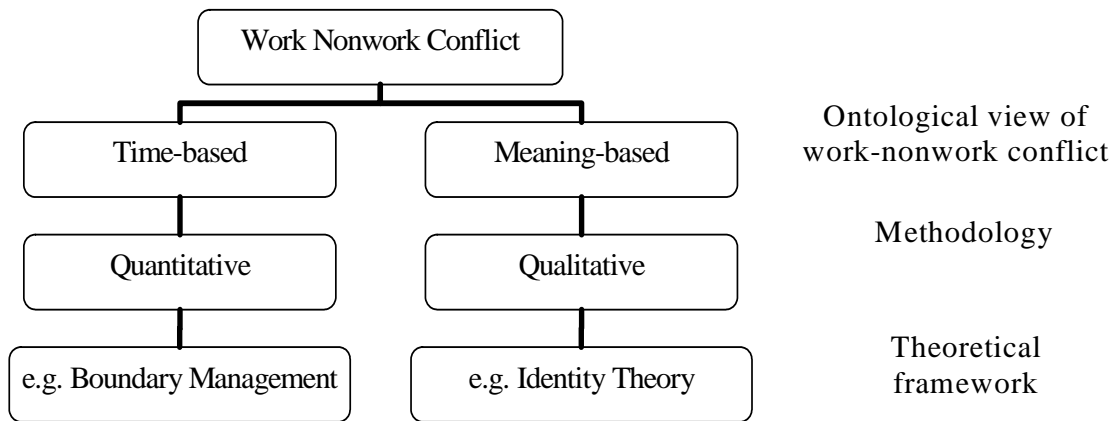 Work Nonwork Conflict
Time-based
Meaning-based
Ontological view of
work-nonwork conflict
Quantitative
Qualitative
Methodology
e.g. Boundary Management
e.g. Identity Theory
Theoretical
framework